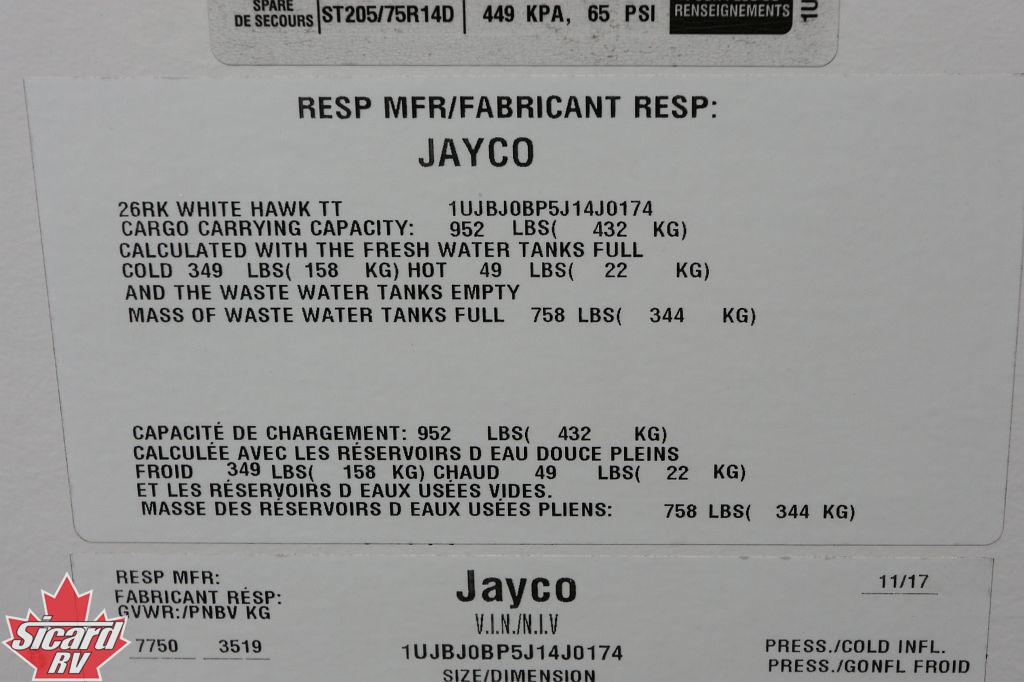 SPARE
DE SECOURS ST205/75R14D 449 KPA, 65 PSI RENSEIGNEMENTS 1U
RESP MFR/FABRICANT RESP:
JAYCO
26RK WHITE HAWK TT 1UJBJ0BP5J14J0174
CARGO CARRYING CAPACITY: 952 LBS( 432 KG)
CALCULATED WITH THE FRESH WATER TANKS FULL
COLD 349 LBS( 158 KG) HOT 49 LBS( 22 KG)
AND THE WASTE WATER TANKS EMPTY
MASS OF WASTE WATER TANKS FULL 758 LBS( 344 KG)
CAPACITÉ DE CHARGEMENT: 952 LBS( 432 KG)
CALCULÉE AVEC LES RÉSERVOIRS D EAU DOUCE PLEINS
FROID 349 LBS( 158 KG) CHAUD 49 LBS( 22 KG)
ET LES RÉSERVOIRS D EAUX USÉES VIDES.
MASSE DES RÉSERVOIRS D EAUX USÉES PLIENS: 758 LBS( 344 KG)
RESP MFR: Jayco 11/17
FABRICANT RÉSP:
GVWR:/PNBV KG V.I.N./N.I.V
7750 3519 1UJBJ0BP5J14J0174 PRESS./COLD INFL.
SIZE/DIMENSION PRESS./GONFL FROID
Sicard
RV